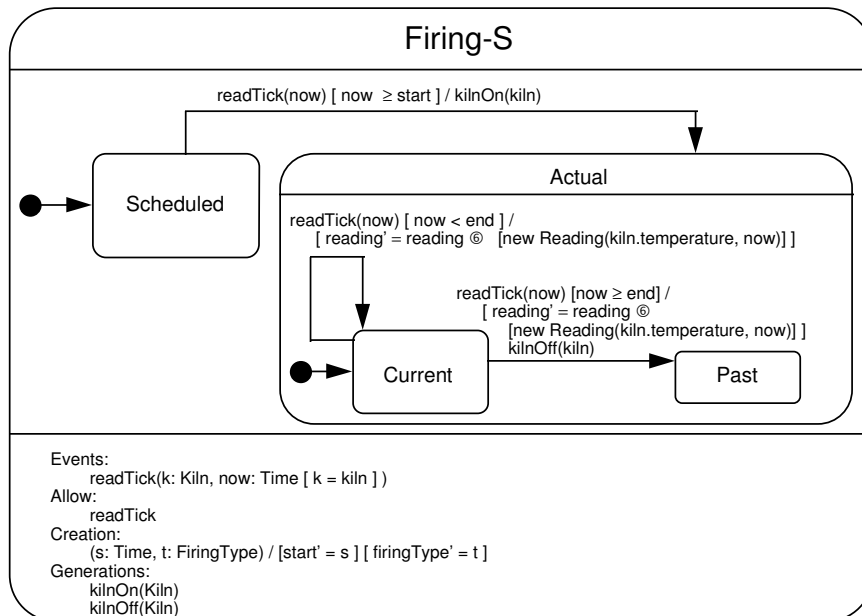 Firing-S
readTick(now) [ now ≥ start ] / kilnOn(kiln)
Scheduled
Actual
readTick(now) [ now < end ] /
[ reading’ = reading ⑥ [new Reading(kiln.temperature, now)] ]
readTick(now) [now ≥ end] /
[ reading’ = reading ⑥
[new Reading(kiln.temperature, now)] ]
kilnOff(kiln)
Current
Past
Events:
readTick(k: Kiln, now: Time [ k = kiln ] )
Allow:
readTick
Creation:
(s: Time, t: FiringType) / [start’ = s ] [ firingType’ = t ]
Generations:
kilnOn(Kiln)
kilnOff(Kiln)